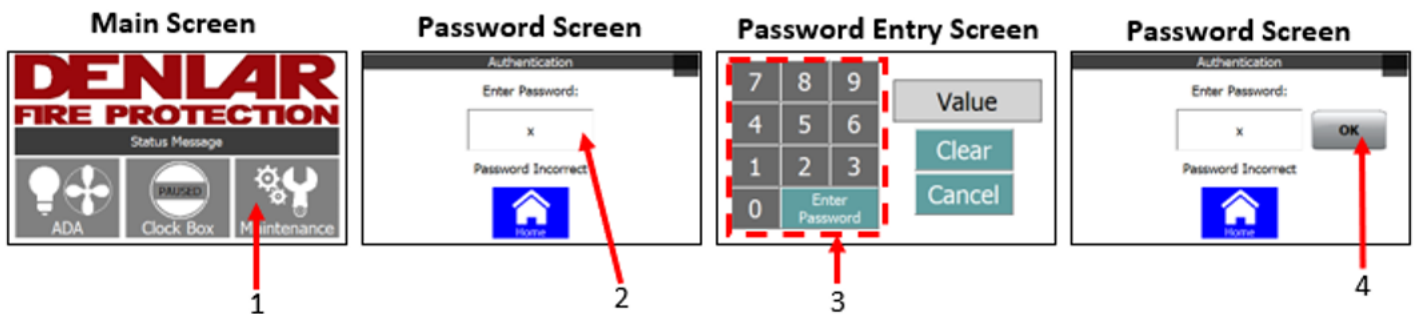 Main Screen
DENLAR
FIRE PROTECTION
Status Message
ADA
PAUSED
Clock Box
Maintenance
1
Password Screen
Authentication
Enter Password:
x
Password Incorrect
Home
2
Password Entry Screen
7 8 9
4 5 6
1 2 3
0 Enter Password
Value
Clear
Cancel
3
Password Screen
Authentication
Enter Password:
x
OK
Password Incorrect
Home
4